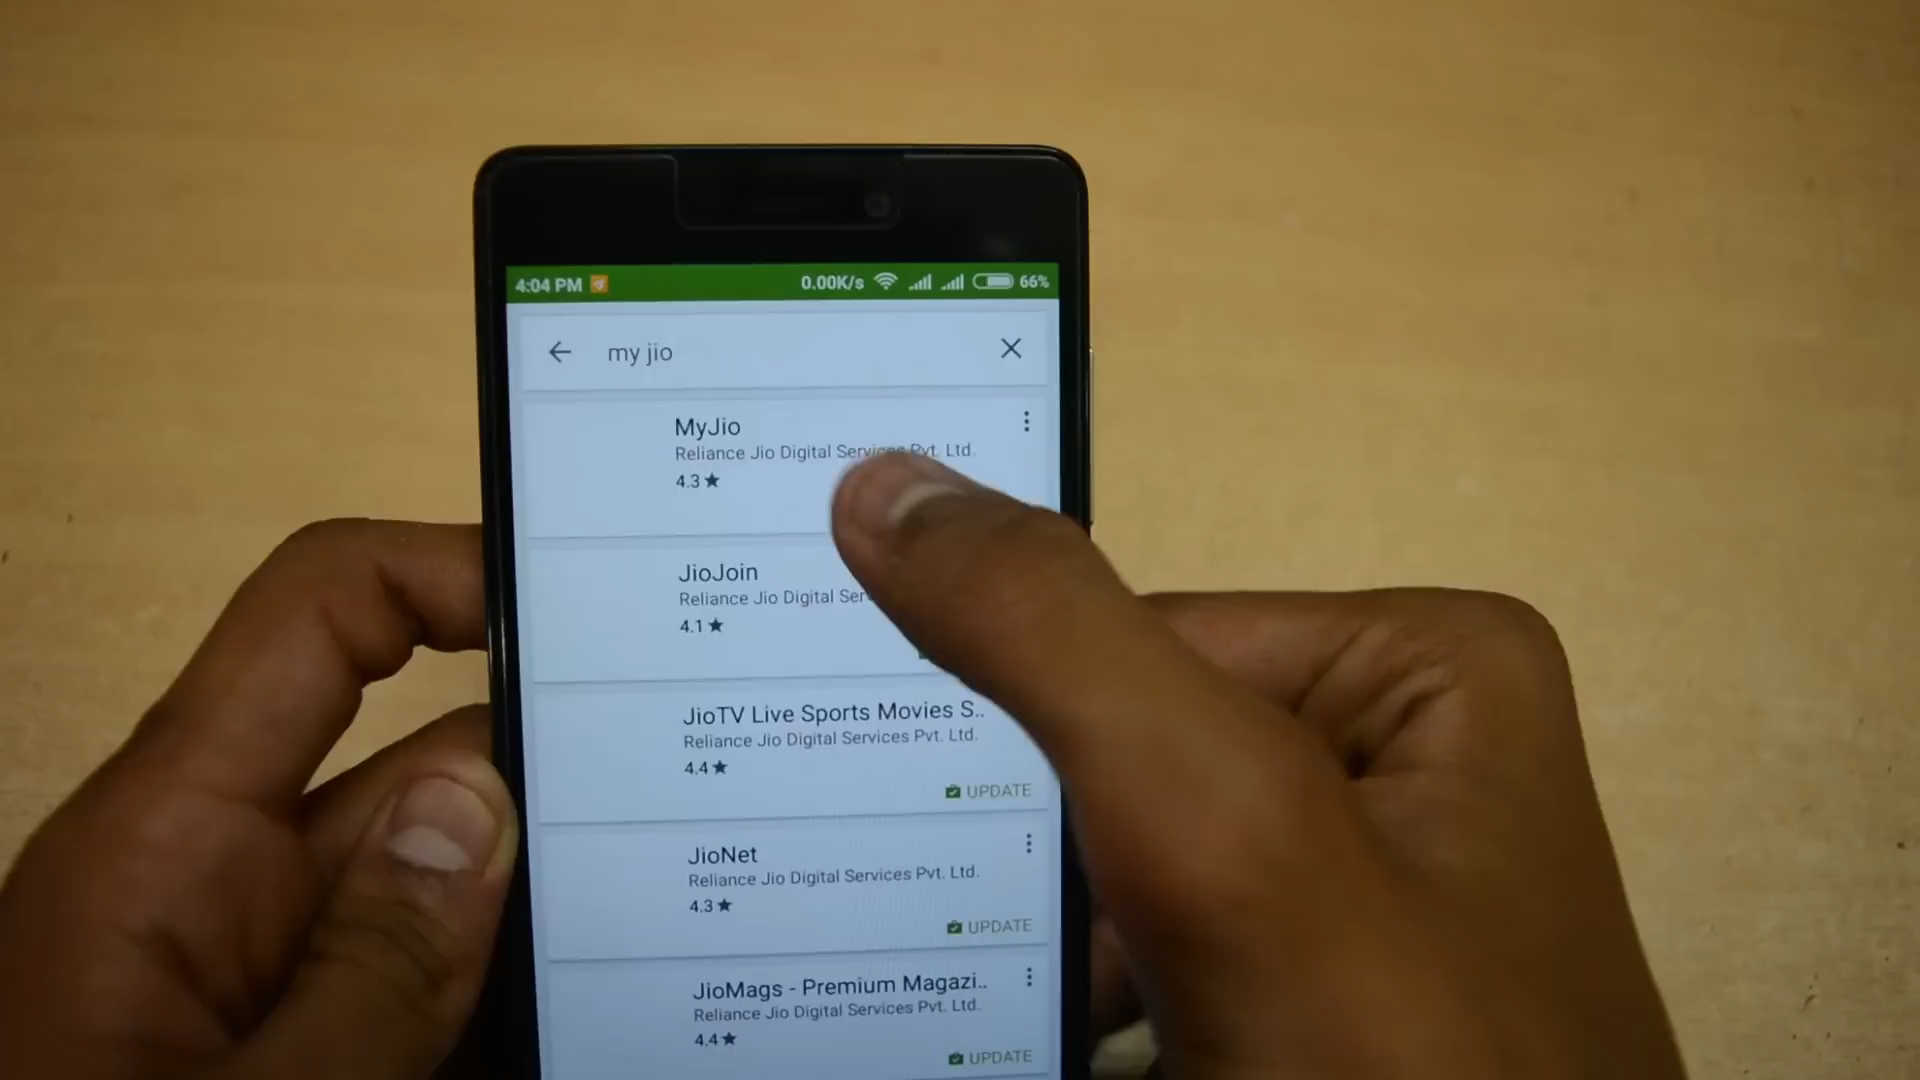 4:04 PM 0.00K/s 66%
my jio
MyJio
Reliance Jio Digital Services Pvt. Ltd.
4.3★
JioJoin
Reliance Jio Digital
4.1★
JioTV Live Sports Movies S..
Reliance Jio Digital Services Pvt. Ltd.
4.4★
UPDATE
JioNet
Reliance Jio Digital Services Pvt. Ltd.
4.3★
UPDATE
JioMags - Premium Magazi..
Reliance Jio Digital Services Pvt. Ltd.
4.4★
UPDATE